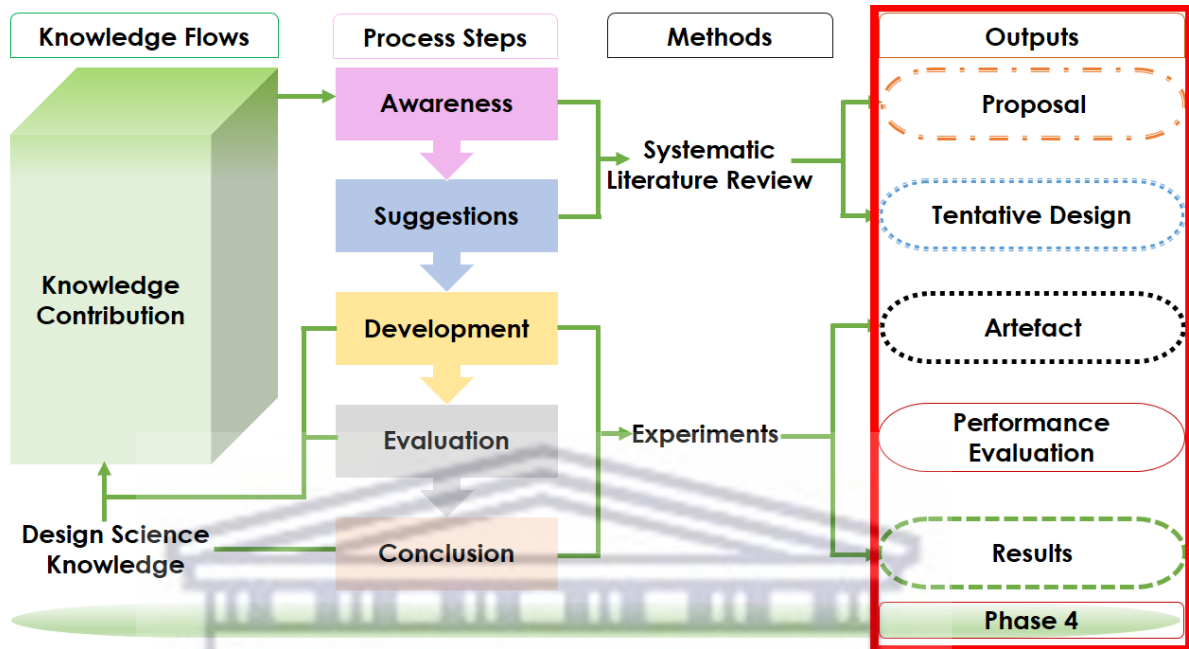 Knowledge Flows
Process Steps
Methods
Outputs
Knowledge
Contribution
Design Science
Knowledge
Awareness
Suggestions
Development
Evaluation
Conclusion
Systematic
Literature Review
Experiments
Proposal
Tentative Design
Artefact
Performance
Evaluation
Results
Phase 4